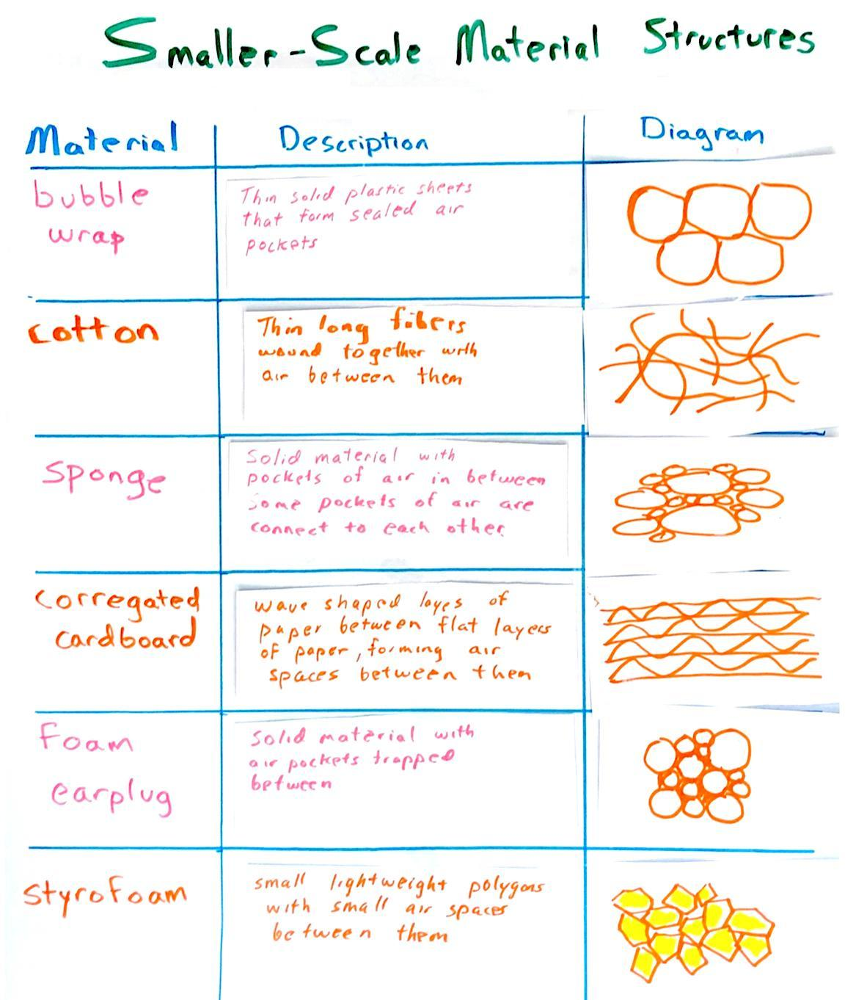 Smaller-Scale Material Structures
Material
Description
Diagram
bubble
wrap
Thin solid plastic sheets
that form sealed air
pockets
cotton
Thin long fibers
wound together with
air between them
sponge
Solid material with
pockets of air in between
some pockets of air are
connect to each other.
corregated
cardboard
wave shaped layes of
paper between flat layers
of paper, forming air
spaces between them
Foam
earplug
Solid material with
air pockets trapped
between
styrofoam
small lightweight polygons
with small air spaces
between them